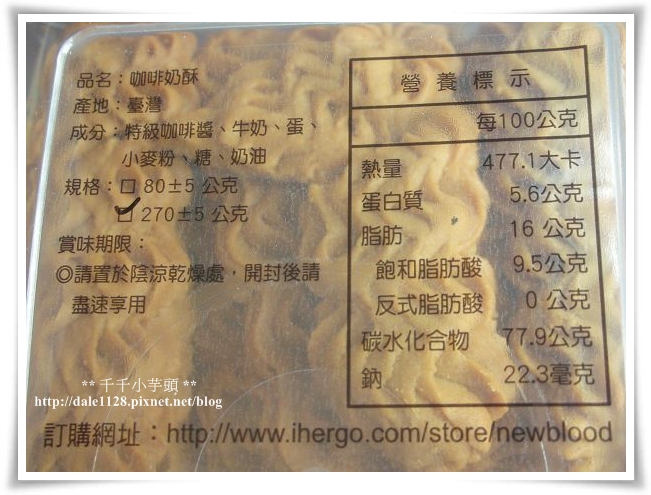 品名：咖啡奶酥
產地：臺灣
成分：特級咖啡醬、牛奶、蛋、
小麥粉、糖、奶油
規格：□ 80±5 公克
☑ 270±5 公克
賞味期限：
◎請置於陰涼乾燥處，開封後請
盡速享用
營養標示
每100公克
熱量 477.1大卡
蛋白質 5.6公克
脂肪 16 公克
飽和脂肪酸 9.5公克
反式脂肪酸 0 公克
碳水化合物 77.9公克
鈉 22.3毫克
** 千千小芋頭 **
http://dale1128.pixnet.net/blog
訂購網址：http://www.ihergo.com/store/newblood